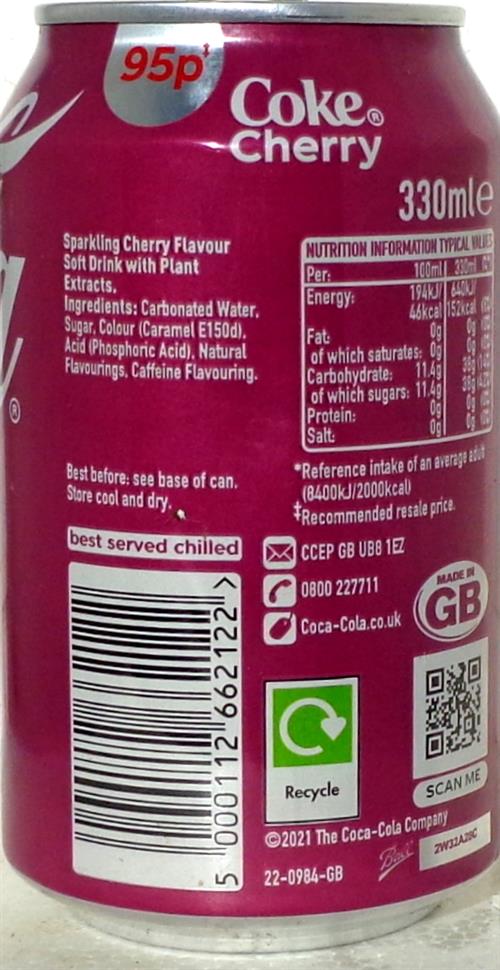 95p‡
Coke®
Cherry
330ml e
Sparkling Cherry Flavour
Soft Drink with Plant
Extracts.
Ingredients: Carbonated Water,
Sugar, Colour (Caramel E150d),
Acid (Phosphoric Acid), Natural
Flavourings, Caffeine Flavouring.
NUTRITION INFORMATION TYPICAL VALUES
Per: 100ml 330ml
Energy: 194kJ 640kJ
46kcal 152kcal
Fat: 0g 0g
of which saturates: 0g 0g
Carbohydrate: 11.4g 38g
of which sugars: 11.4g 38g
Protein: 0g 0g
Salt: 0g 0g
®
Best before: see base of can.
Store cool and dry.
*Reference intake of an average adult
(8400kJ/2000kcal)
‡Recommended resale price.
best served chilled
CCEP GB UB8 1EZ
0800 227711
Coca-Cola.co.uk
MADE IN
GB
5 000112 662122 >
Recycle
SCAN ME
©2021 The Coca-Cola Company
22-0984-GB
Ball